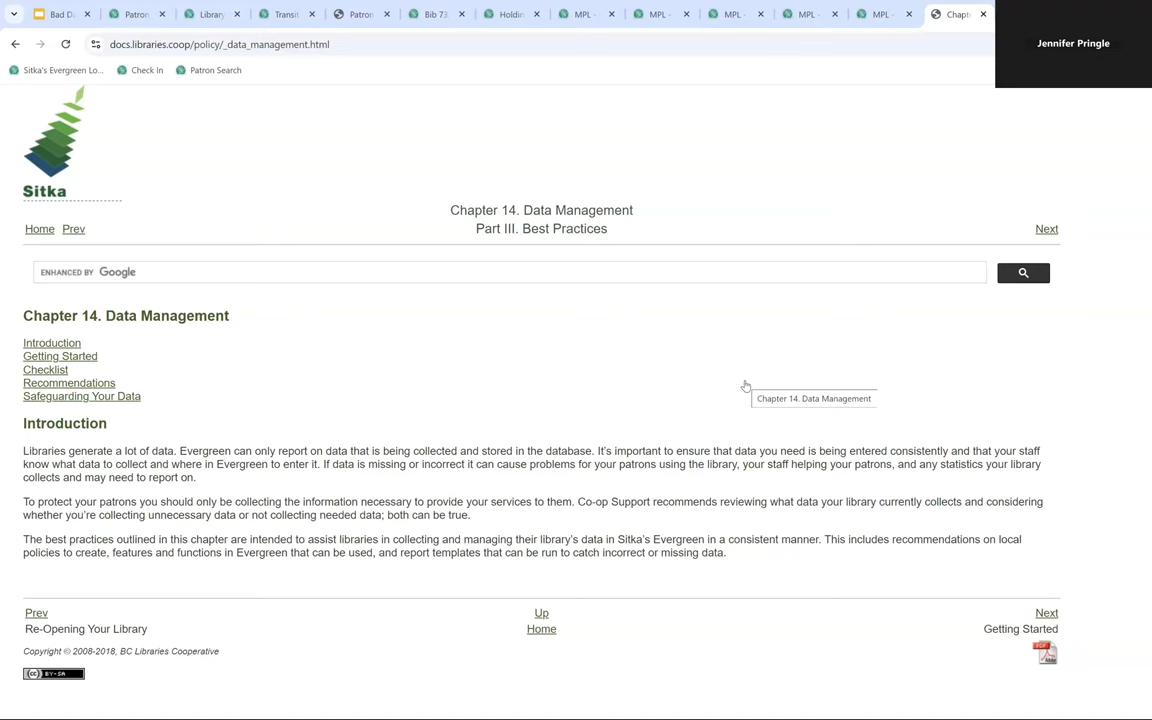 Bad D
Patron
Library
Transit
Patron
Bib 73
Holdin
MPL -
MPL -
MPL -
MPL -
MPL -
Chapt
docs.libraries.coop/policy/_data_management.html
Sitka's Evergreen Lo...
Check In
Patron Search
Jennifer Pringle
Sitka
Chapter 14. Data Management
Home
Prev
Part III. Best Practices
Next
ENHANCED BY Google
Chapter 14. Data Management
Introduction
Getting Started
Checklist
Recommendations
Safeguarding Your Data
Chapter 14. Data Management
Introduction
Libraries generate a lot of data. Evergreen can only report on data that is being collected and stored in the database. It's important to ensure that data you need is being entered consistently and that your staff
know what data to collect and where in Evergreen to enter it. If data is missing or incorrect it can cause problems for your patrons using the library, your staff helping your patrons, and any statistics your library
collects and may need to report on.
To protect your patrons you should only be collecting the information necessary to provide your services to them. Co-op Support recommends reviewing what data your library currently collects and considering
whether you're collecting unnecessary data or not collecting needed data; both can be true.
The best practices outlined in this chapter are intended to assist libraries in collecting and managing their library's data in Sitka's Evergreen in a consistent manner. This includes recommendations on local
policies to create, features and functions in Evergreen that can be used, and report templates that can be run to catch incorrect or missing data.
Prev
Up
Next
Re-Opening Your Library
Home
Getting Started
Copyright © 2008-2018, BC Libraries Cooperative
PDF
Adobe
(cc) BY-SA